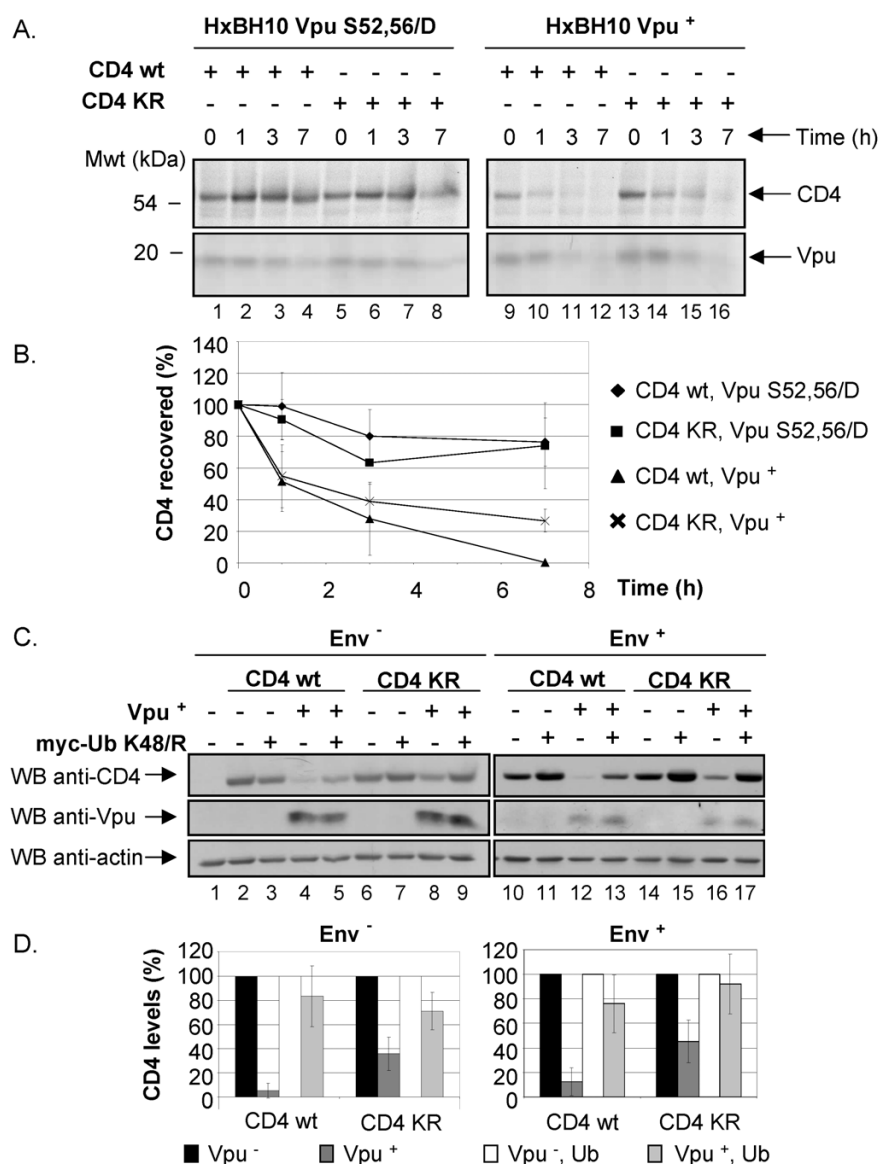 A.
HxBH10 Vpu S52,56/D HxBH10 Vpu +
CD4 wt + + + + - - - - + + + + - - - -
CD4 KR - - - - + + + + - - - - + + + +
0 1 3 7 0 1 3 7 0 1 3 7 0 1 3 7 Time (h)
Mwt (kDa)
54 – CD4
20 – Vpu
1 2 3 4 5 6 7 8 9 10 11 12 13 14 15 16
B.
CD4 recovered (%)
140
120
100
80
60
40
20
0
0 2 4 6 8
Time (h)
CD4 wt, Vpu S52,56/D
CD4 KR, Vpu S52,56/D
CD4 wt, Vpu +
CD4 KR, Vpu +
C.
Env - Env +
CD4 wt CD4 KR CD4 wt CD4 KR
Vpu + - - - + + - - + + - - + + - - + +
myc-Ub K48/R - - + - + - + - + - + - + - + - +
WB anti-CD4
WB anti-Vpu
WB anti-actin
1 2 3 4 5 6 7 8 9 10 11 12 13 14 15 16 17
D.
Env - Env +
CD4 levels (%)
120 120
100 100
80 80
60 60
40 40
20 20
0 0
CD4 wt CD4 KR CD4 wt CD4 KR
Vpu - Vpu + Vpu -, Ub Vpu +, Ub